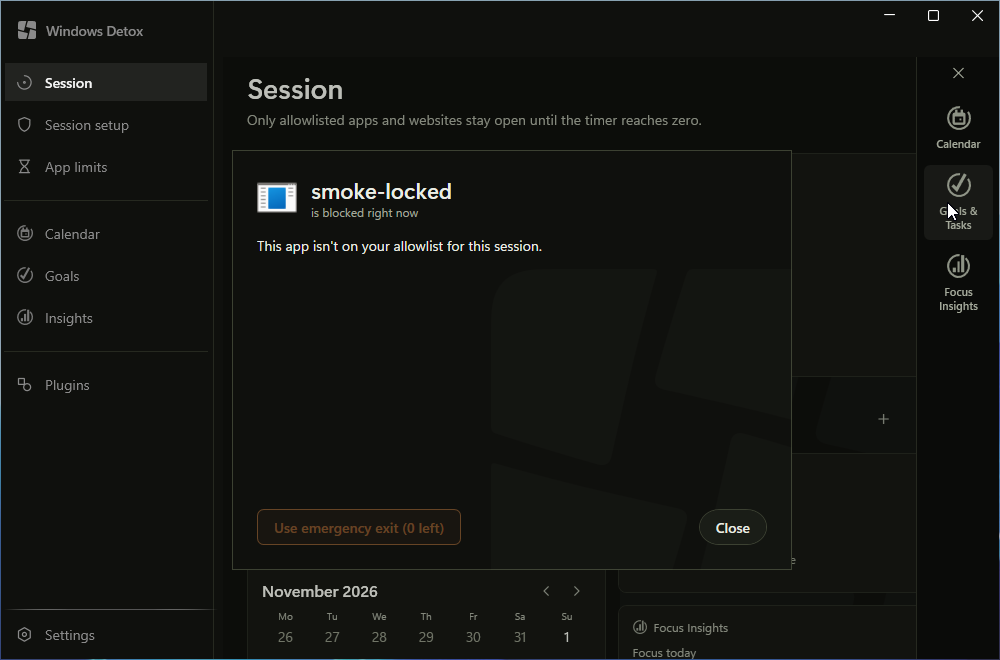 Windows Detox
Session
Session setup
App limits
Calendar
Goals
Insights
Plugins
Settings
Session
Only allowlisted apps and websites stay open until the timer reaches zero.
smoke-locked
is blocked right now
This app isn't on your allowlist for this session.
Use emergency exit (0 left)
Close
November 2026
Mo Tu We Th Fr Sa Su
26 27 28 29 30 31 1
Focus Insights
Focus today
Calendar
Tasks
Focus
Insights